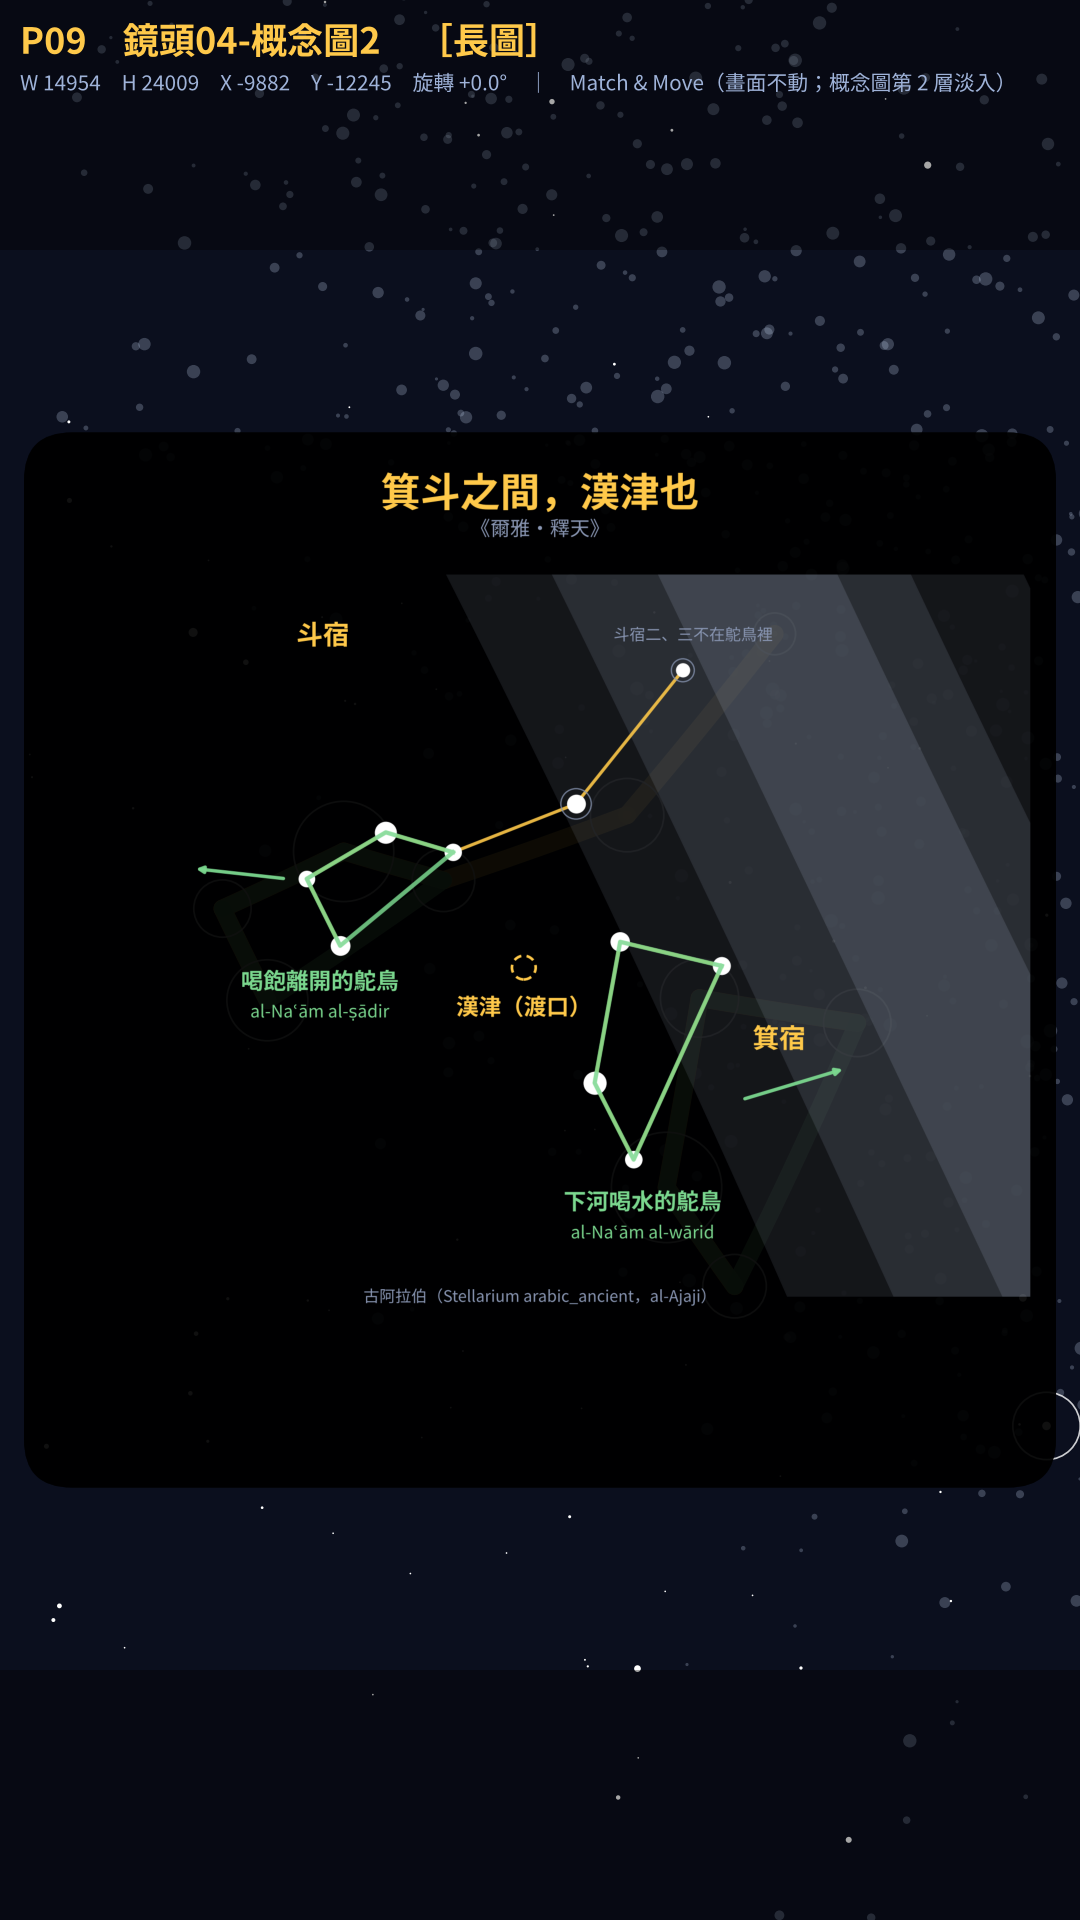 P09 鏡頭04-概念圖2 ［長圖］
W 14954 H 24009 X -9882 Y -12245 旋轉 +0.0° ｜ Match & Move（畫面不動；概念圖第 2 層淡入）
箕斗之間，漢津也
《爾雅・釋天》
斗宿
斗宿二、三不在鴕鳥裡
喝飽離開的鴕鳥
al-Naʿām al-ṣādir
漢津（渡口）
箕宿
下河喝水的鴕鳥
al-Naʿām al-wārid
古阿拉伯（Stellarium arabic_ancient，al-Ajaji）